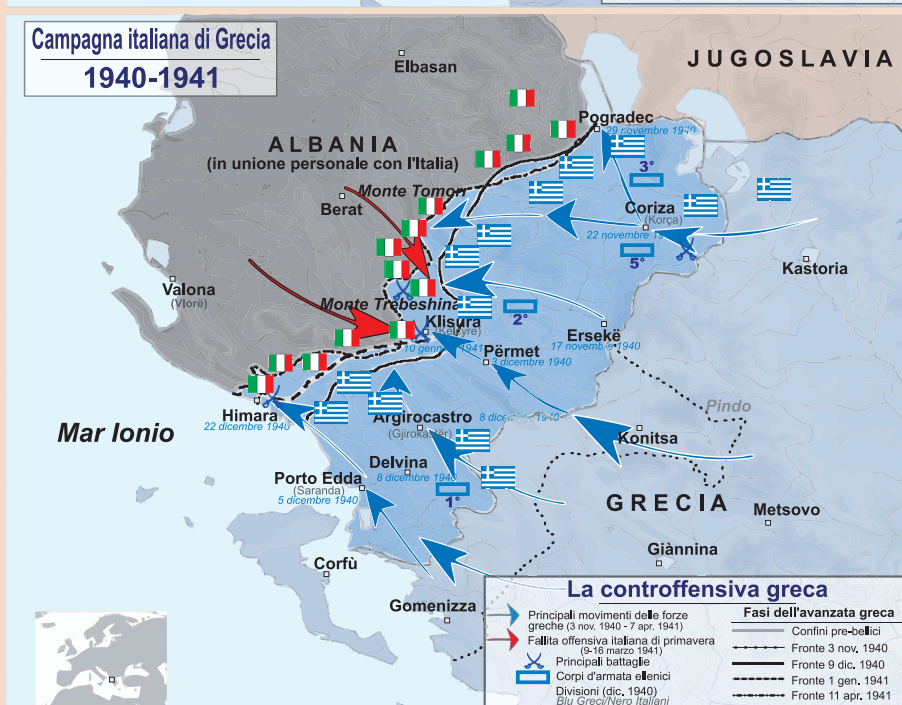 Campagna italiana di Grecia
1940-1941
JUGOSLAVIA
Elbasan
ALBANIA
(in unione personale con l'Italia)
Pogradec
29 novembre 1940
Monte Tomori
Berat
3°
Coriza
(Korça)
22 novembre 1940
5°
Kastoria
Valona
(Vlorë)
Monte Trebeshina
Klisura
(Këlcyrë)
10 gennaio 1941
2°
Ersekë
17 novembre 1940
Përmet
3 dicembre 1940
Himara
22 dicembre 1940
Argirocastro
(Gjirokastër)
8 dicembre 1940
Pindo
Konitsa
Mar Ionio
Delvina
8 dicembre 1940
Porto Edda
(Saranda)
5 dicembre 1940
1°
GRECIA
Metsovo
Giànnina
Corfù
Gomenizza
La controffensiva greca
Principali movimenti delle forze
greche (3 nov. 1940 - 7 apr. 1941)
Fallita offensiva italiana di primavera
(9-16 marzo 1941)
Principali battaglie
Corpi d'armata ellenici
Divisioni (dic. 1940)
Blu Greci/Nero Italiani
Fasi dell'avanzata greca
Confini pre-bellici
Fronte 3 nov. 1940
Fronte 9 dic. 1940
Fronte 1 gen. 1941
Fronte 11 apr. 1941